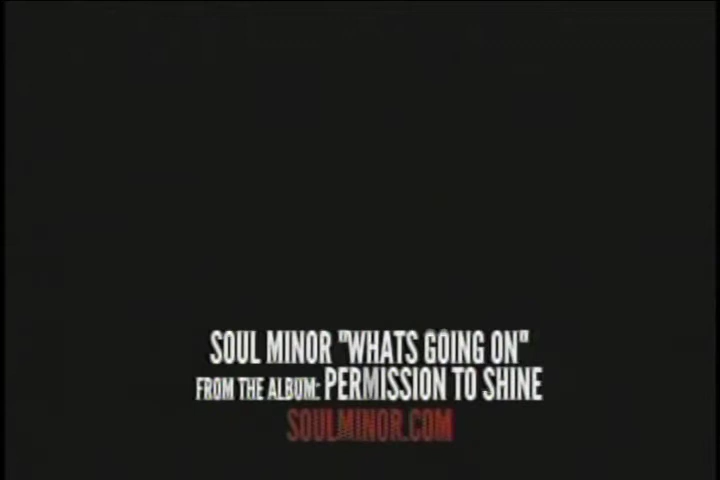 SOUL MINOR "WHATS GOING ON"
FROM THE ALBUM: PERMISSION TO SHINE
SOULMINOR.COM